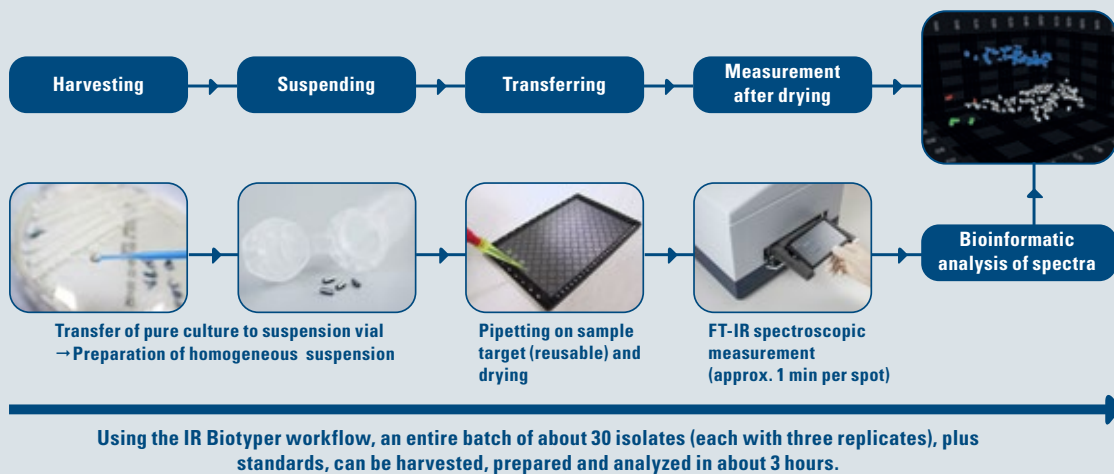 Harvesting
Suspending
Transferring
Measurement
after drying
Bioinformatic
analysis of spectra
Transfer of pure culture to suspension vial
→Preparation of homogeneous suspension
Pipetting on sample
target (reusable) and
drying
FT-IR spectroscopic
measurement
(approx. 1 min per spot)
Using the IR Biotyper workflow, an entire batch of about 30 isolates (each with three replicates), plus
standards, can be harvested, prepared and analyzed in about 3 hours.